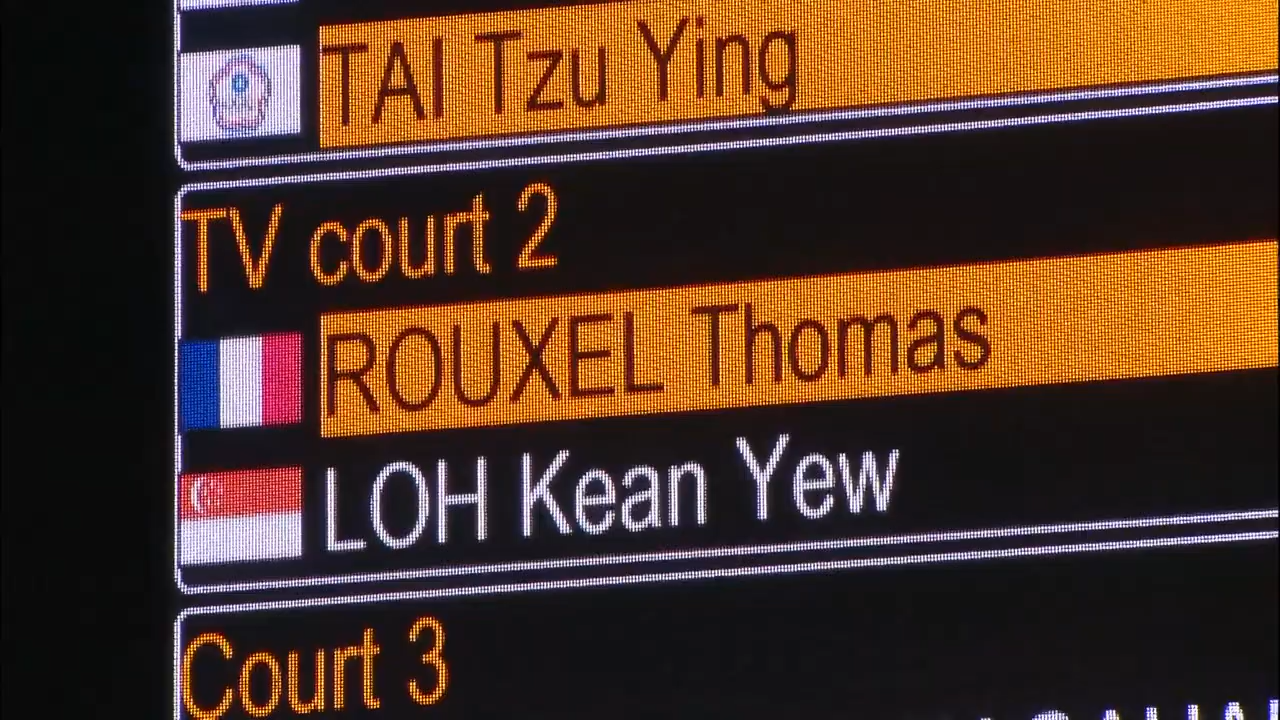 TAI Tzu Ying
TV court 2
ROUXEL Thomas
LOH Kean Yew
Court 3